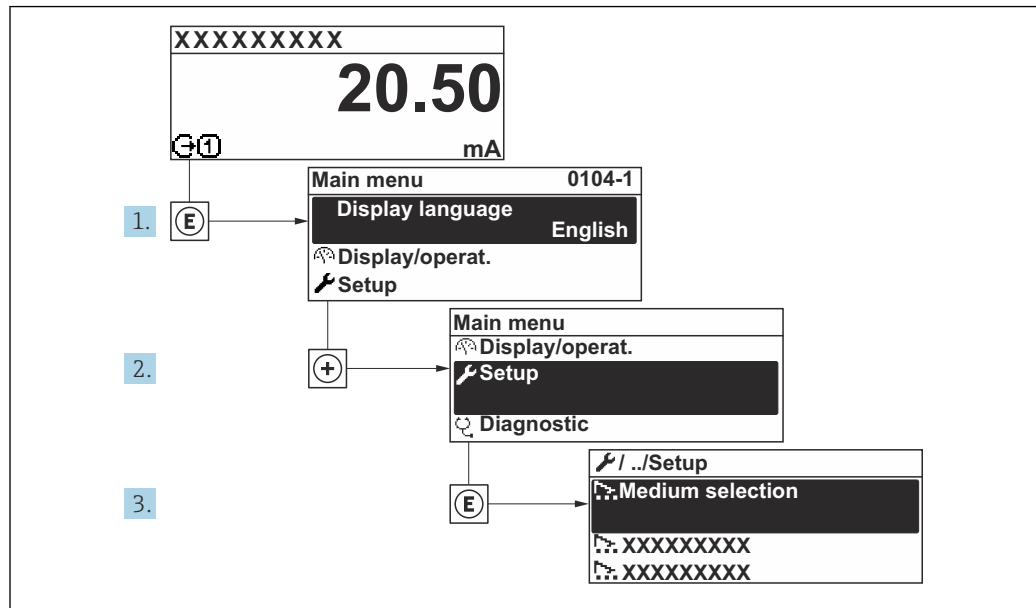 XXXXXXXXX
20.50
mA
1.
E
Main menu 0104-1
Display language
English
Display/operat.
Setup
2.
+
Main menu
Display/operat.
Setup
Diagnostic
3.
E
/ ../Setup
Medium selection
XXXXXXXXX
XXXXXXXXX